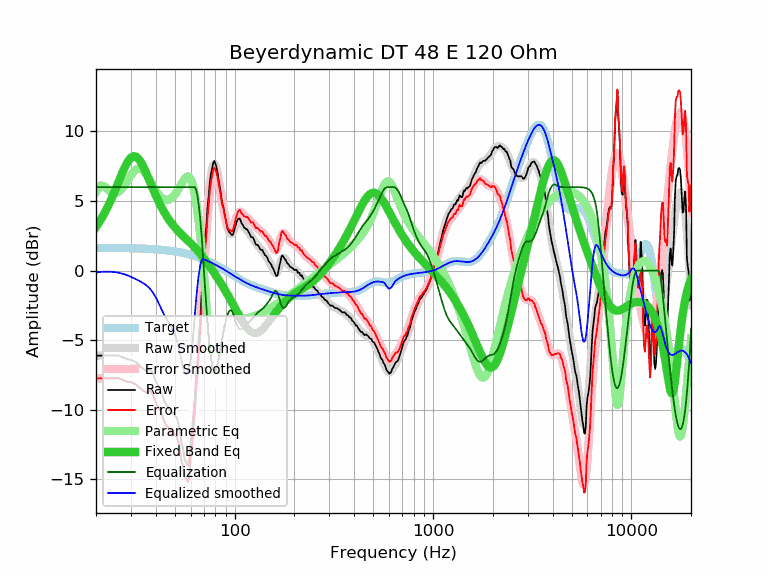 Beyerdynamic DT 48 E 120 Ohm
Amplitude (dBr)
10
5
0
−5
−10
−15
Target
Raw Smoothed
Error Smoothed
Raw
Error
Parametric Eq
Fixed Band Eq
Equalization
Equalized smoothed
100
1000
10000
Frequency (Hz)